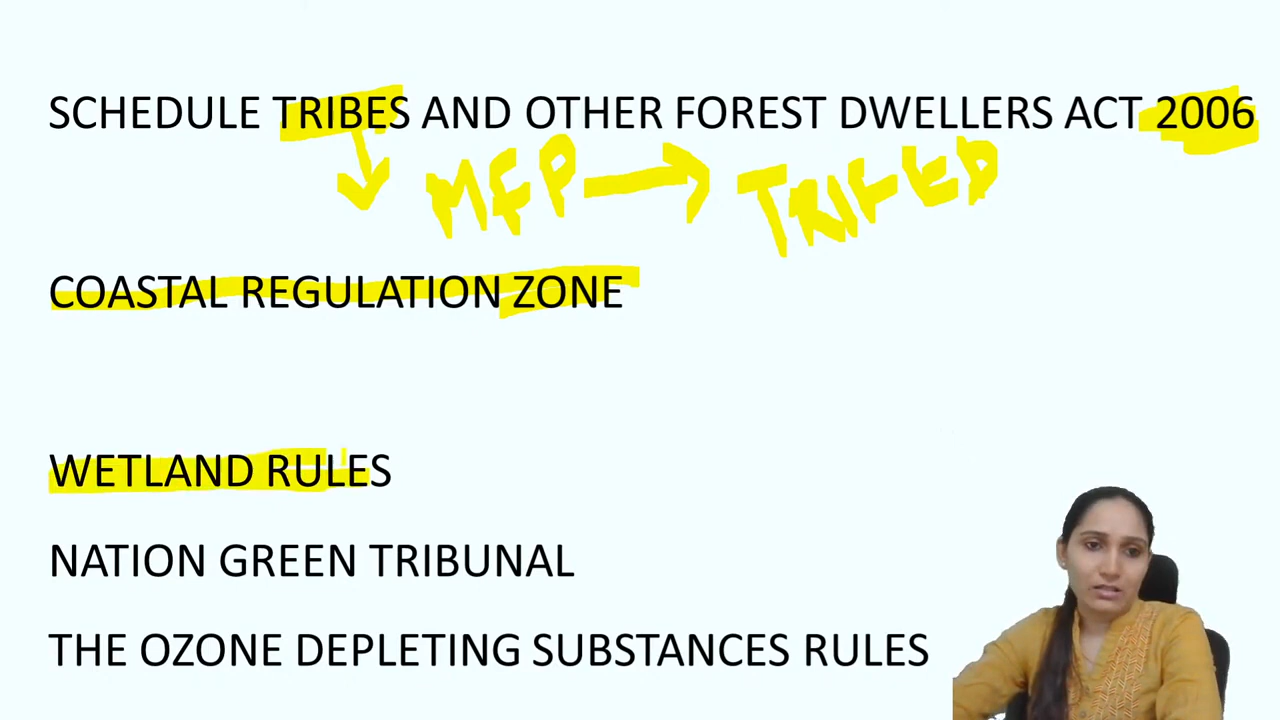 SCHEDULE TRIBES AND OTHER FOREST DWELLERS ACT 2006
MFP → TRIFED
COASTAL REGULATION ZONE
WETLAND RULES
NATION GREEN TRIBUNAL
THE OZONE DEPLETING SUBSTANCES RULES